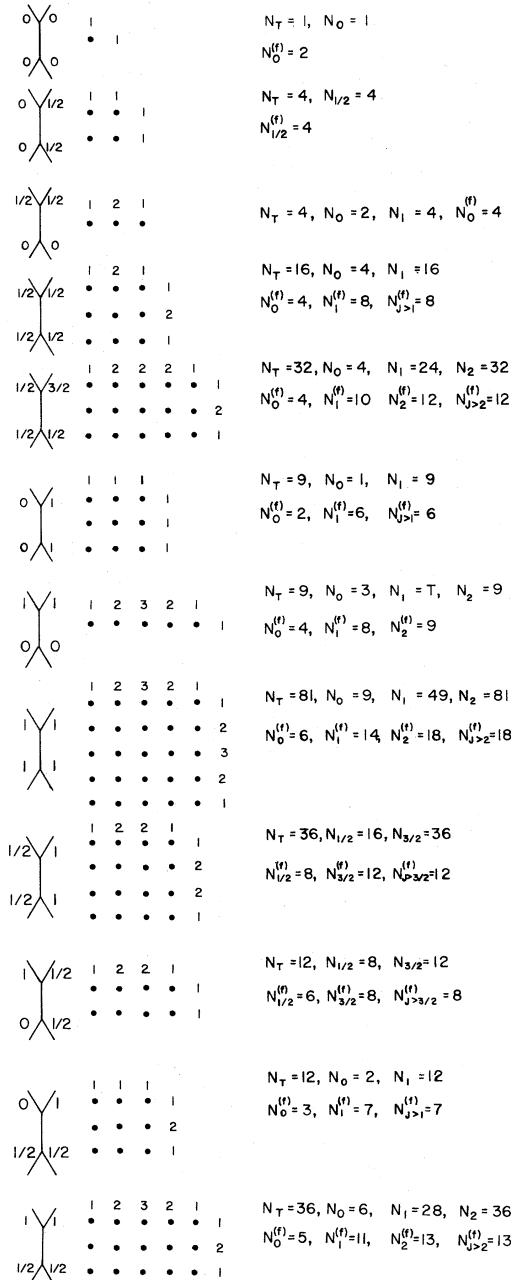 0 0 1 N_T = 1, N_0 = 1
1
0 0 N_0^(f) = 2
0 1/2 1 1 N_T = 4, N_1/2 = 4
1
0 1/2 1 N_1/2^(f) = 4
1/2 1/2 1 2 1
1
0 0 N_T = 4, N_0 = 2, N_1 = 4, N_0^(f) = 4
1/2 1/2 1 2 1 N_T = 16, N_0 = 4, N_1 = 16
1
2 N_0^(f) = 4, N_1^(f) = 8, N_J>1^(f) = 8
1/2 1/2 1
1/2 3/2 1 2 2 2 1 N_T = 32, N_0 = 4, N_1 = 24, N_2 = 32
1
2 N_0^(f) = 4, N_1^(f) = 10 N_2^(f) = 12, N_J>2^(f) = 12
1/2 1/2 1
0 1 1 1 1 N_T = 9, N_0 = 1, N_1 = 9
1
1 N_0^(f) = 2, N_1^(f) = 6, N_J>1^(f) = 6
0 1 1
1 1 1 2 3 2 1 N_T = 9, N_0 = 3, N_1 = T, N_2 = 9
1
0 0 N_0^(f) = 4, N_1^(f) = 8, N_2^(f) = 9
1 2 3 2 1 N_T = 81, N_0 = 9, N_1 = 49, N_2 = 81
1
1 1 2
3 N_0^(f) = 6, N_1^(f) = 14, N_2^(f) = 18, N_J>2^(f) = 18
1 1 2
1
1/2 1 1 2 2 1 N_T = 36, N_1/2 = 16, N_3/2 = 36
1
2 N_1/2^(f) = 8, N_3/2^(f) = 12, N_J>3/2^(f) = 12
2
1/2 1 1
1 1/2 1 2 2 1 N_T = 12, N_1/2 = 8, N_3/2 = 12
1
0 1/2 1 N_1/2^(f) = 6, N_3/2^(f) = 8, N_J>3/2^(f) = 8
0 1 1 1 1 N_T = 12, N_0 = 2, N_1 = 12
1
2 N_0^(f) = 3, N_1^(f) = 7, N_J>1^(f) = 7
1/2 1/2 1
1 1 1 2 3 2 1 N_T = 36, N_0 = 6, N_1 = 28, N_2 = 36
1
2 N_0^(f) = 5, N_1^(f) = 11, N_2^(f) = 13, N_J>2^(f) = 13
1/2 1/2 1